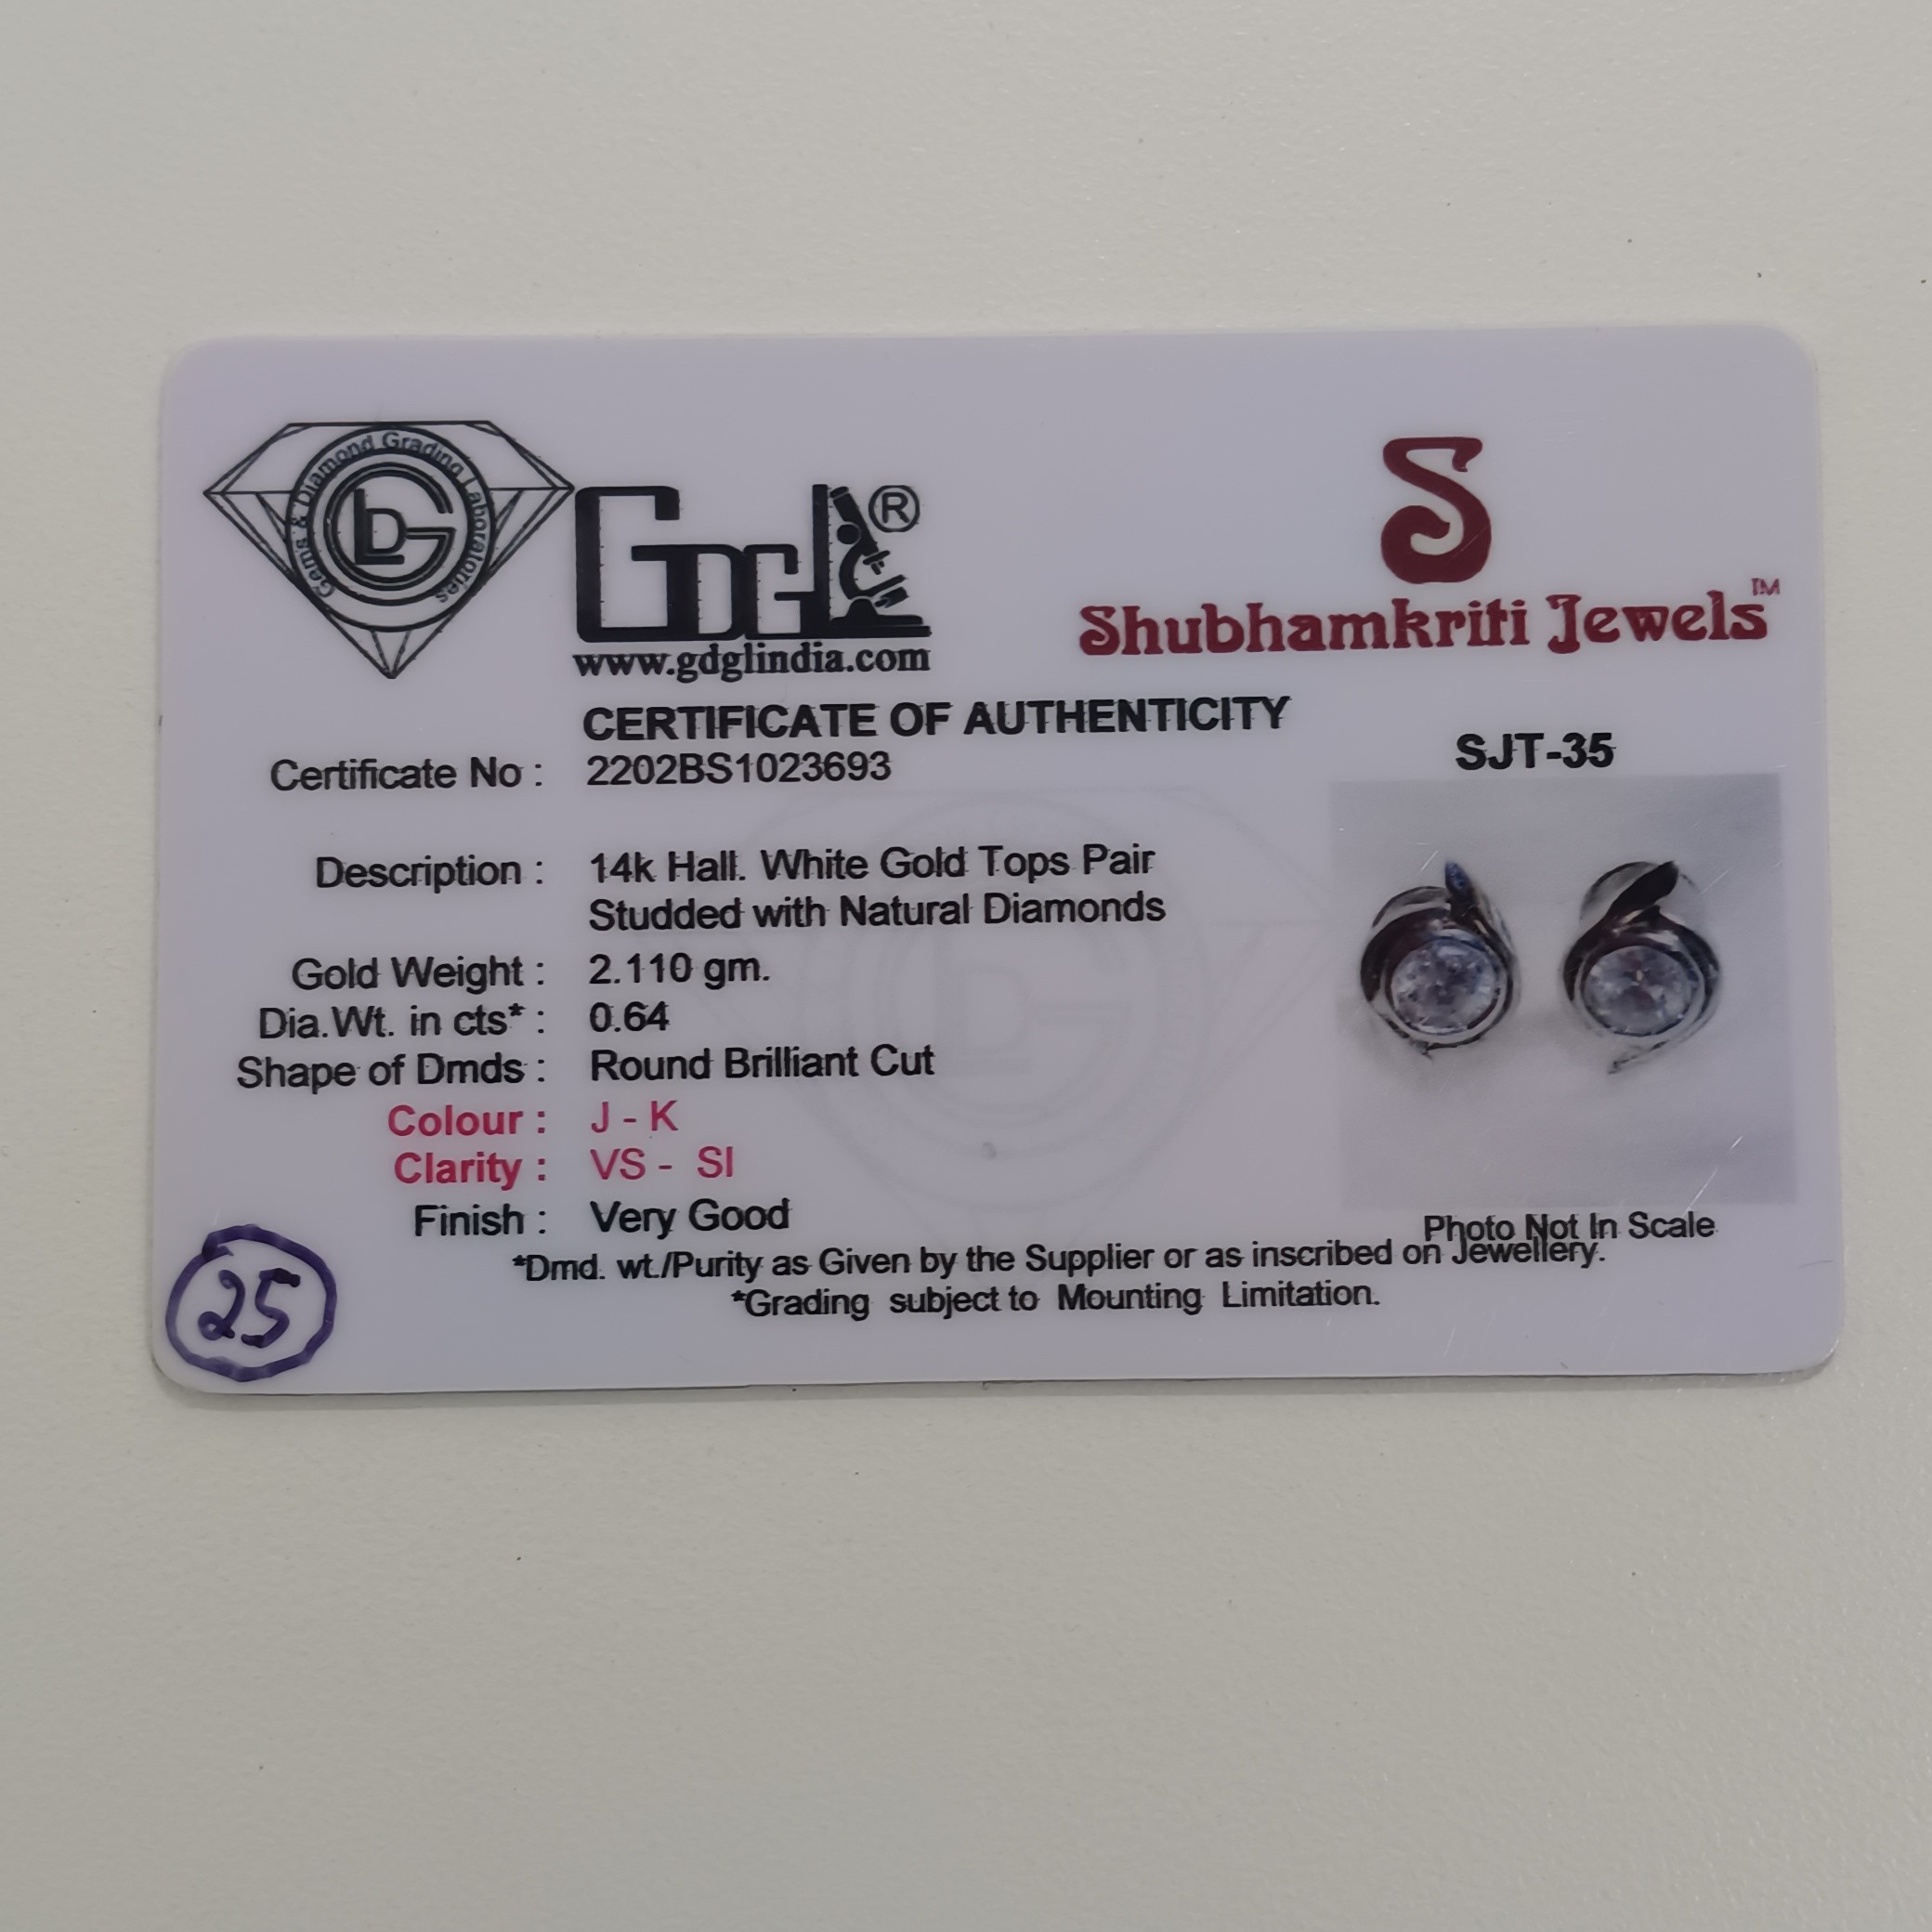 Gems & Diamond Grading Laboratories
GDL
GDGL®
www.gdglindia.com
S
Shubhamkriti Jewels™
CERTIFICATE OF AUTHENTICITY
Certificate No : 2202BS1023693
SJT-35
Description : 14k Hall. White Gold Tops Pair
Studded with Natural Diamonds
Gold Weight : 2.110 gm.
Dia.Wt. in cts* : 0.64
Shape of Dmds : Round Brilliant Cut
Colour : J - K
Clarity : VS - SI
Finish : Very Good
Photo Not In Scale
*Dmd. wt./Purity as Given by the Supplier or as inscribed on Jewellery.
*Grading subject to Mounting Limitation.
25